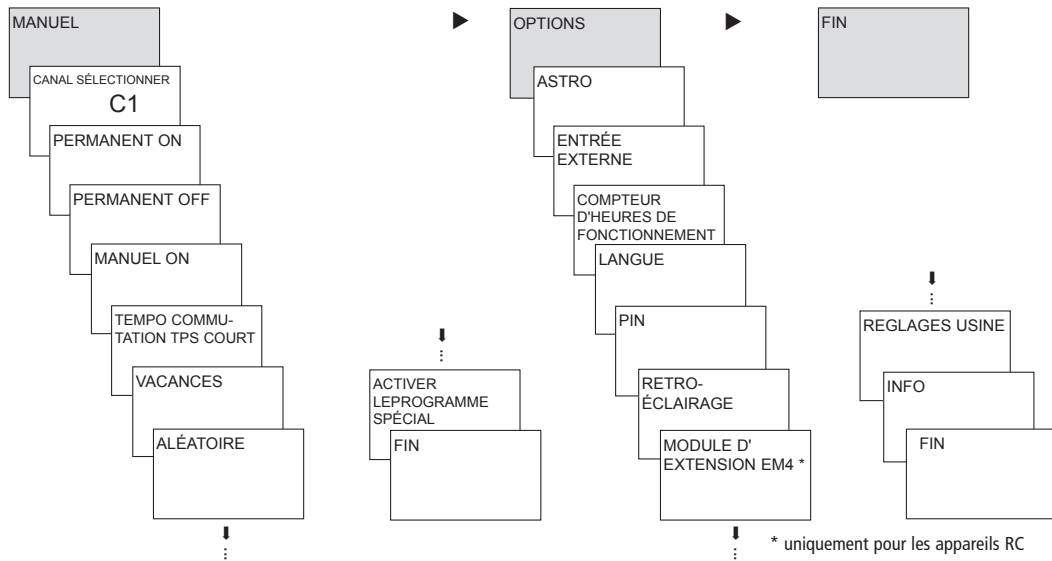 MANUEL
CANAL SÉLECTIONNER
C1
PERMANENT ON
PERMANENT OFF
MANUEL ON
TEMPO COMMU-
TATION TPS COURT
VACANCES
ALÉATOIRE
ACTIVER
LEPROGRAMME
SPÉCIAL
FIN
OPTIONS
ASTRO
ENTRÉE
EXTERNE
COMPTEUR
D'HEURES DE
FONCTIONNEMENT
LANGUE
PIN
RETRO-
ÉCLAIRAGE
MODULE D'
EXTENSION EM4 *
REGLAGES USINE
INFO
FIN
FIN
* uniquement pour les appareils RC